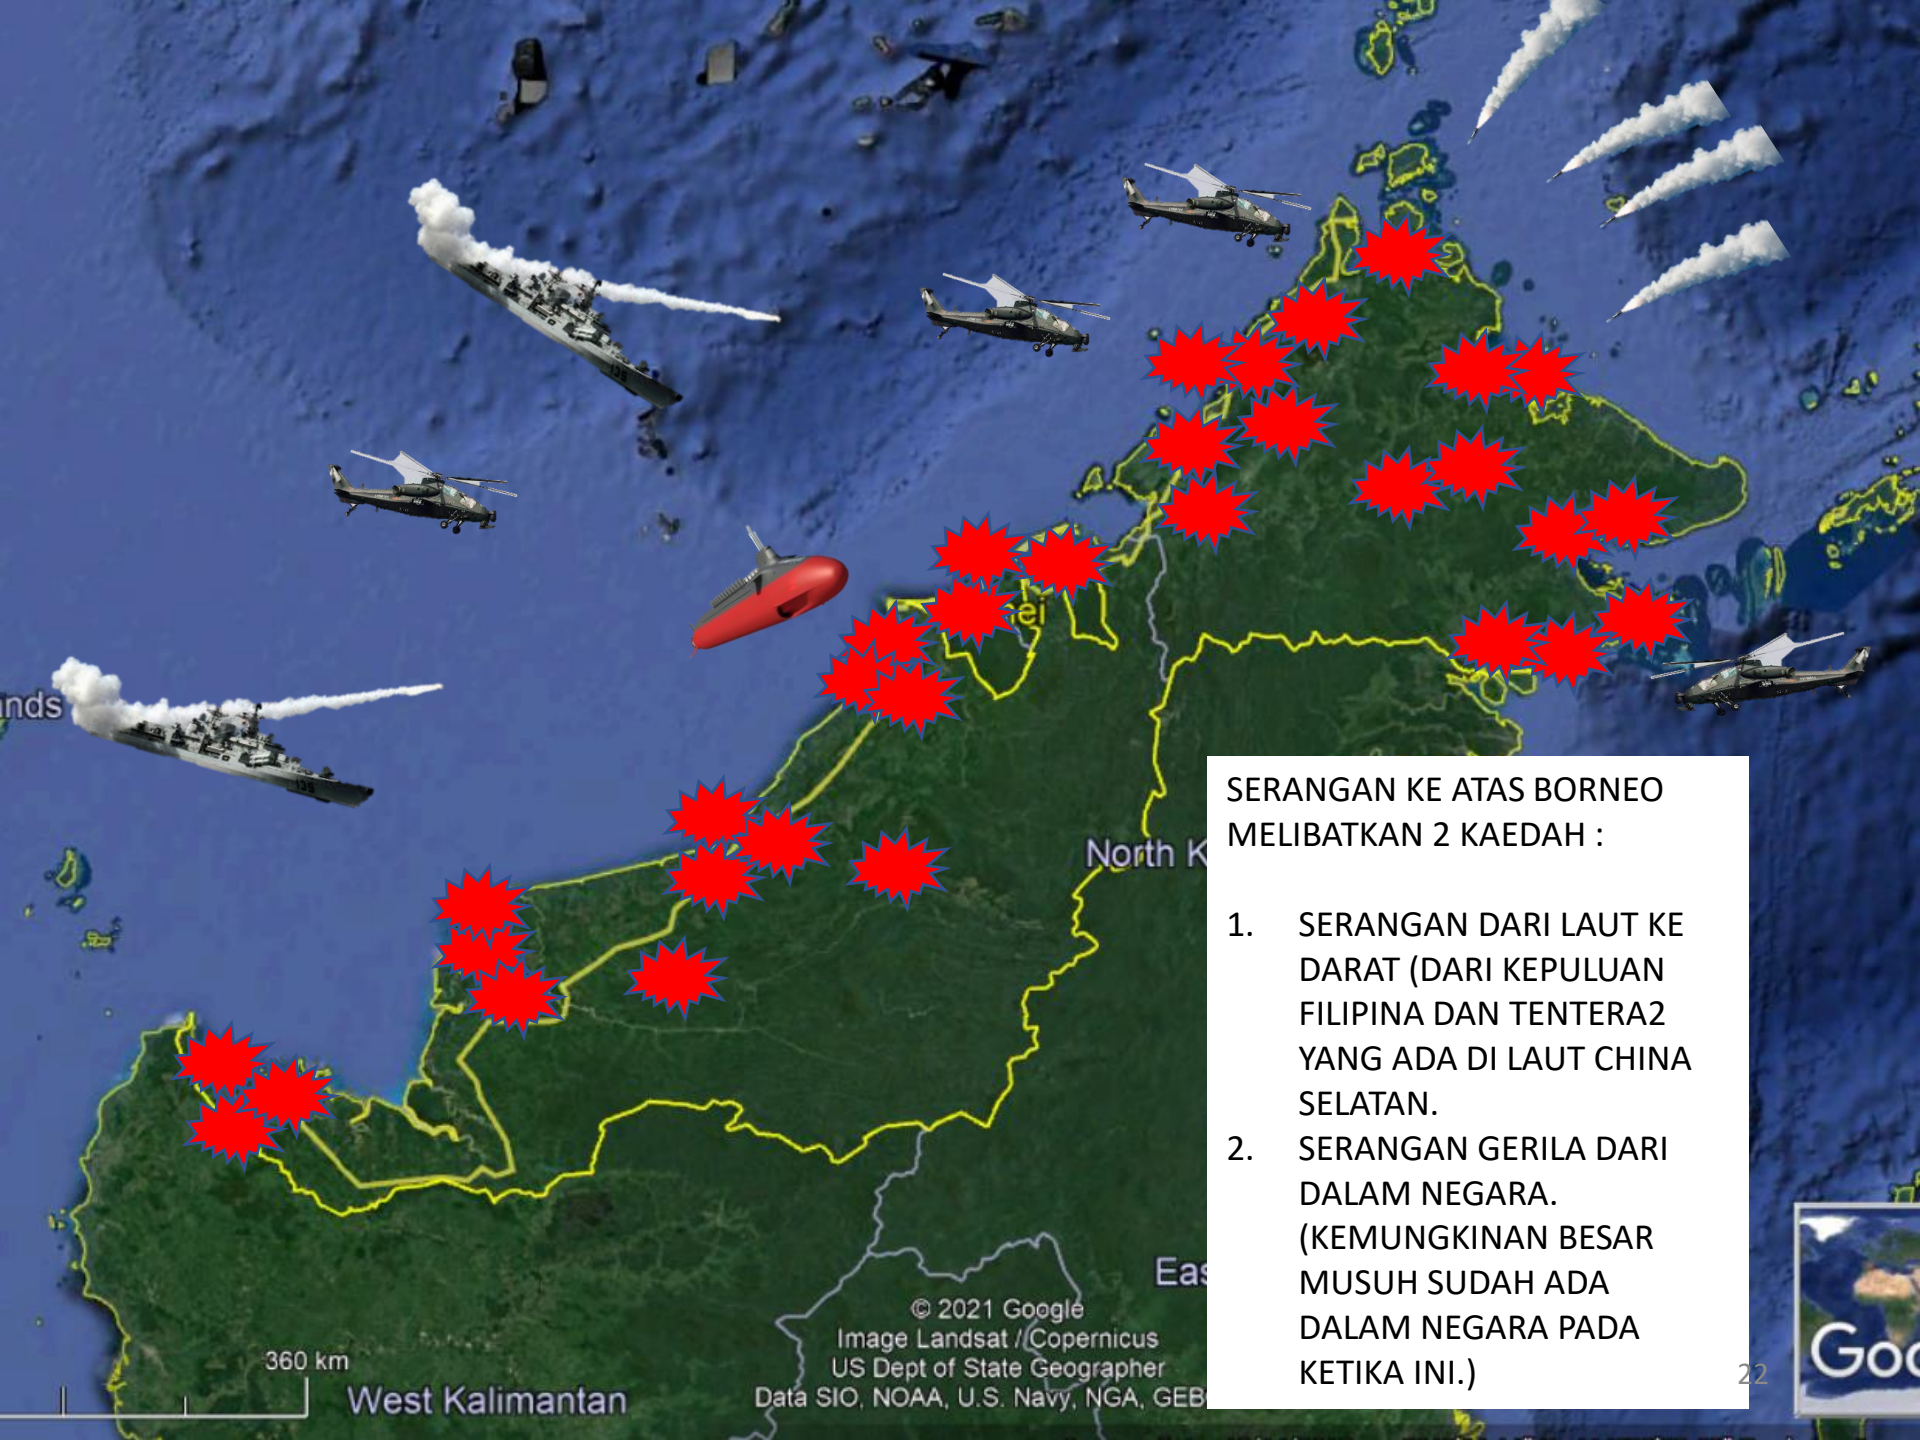 SERANGAN KE ATAS BORNEO
MELIBATKAN 2 KAEDAH :
1. SERANGAN DARI LAUT KE
DARAT (DARI KEPULUAN
FILIPINA DAN TENTERA2
YANG ADA DI LAUT CHINA
SELATAN.
2. SERANGAN GERILA DARI
DALAM NEGARA.
(KEMUNGKINAN BESAR
MUSUH SUDAH ADA
DALAM NEGARA PADA
KETIKA INI.)
22
nds
ei
North K
Eas
© 2021 Google
Image Landsat / Copernicus
US Dept of State Geographer
Data SIO, NOAA, U.S. Navy, NGA, GEB
360 km
West Kalimantan
Goo
139
139